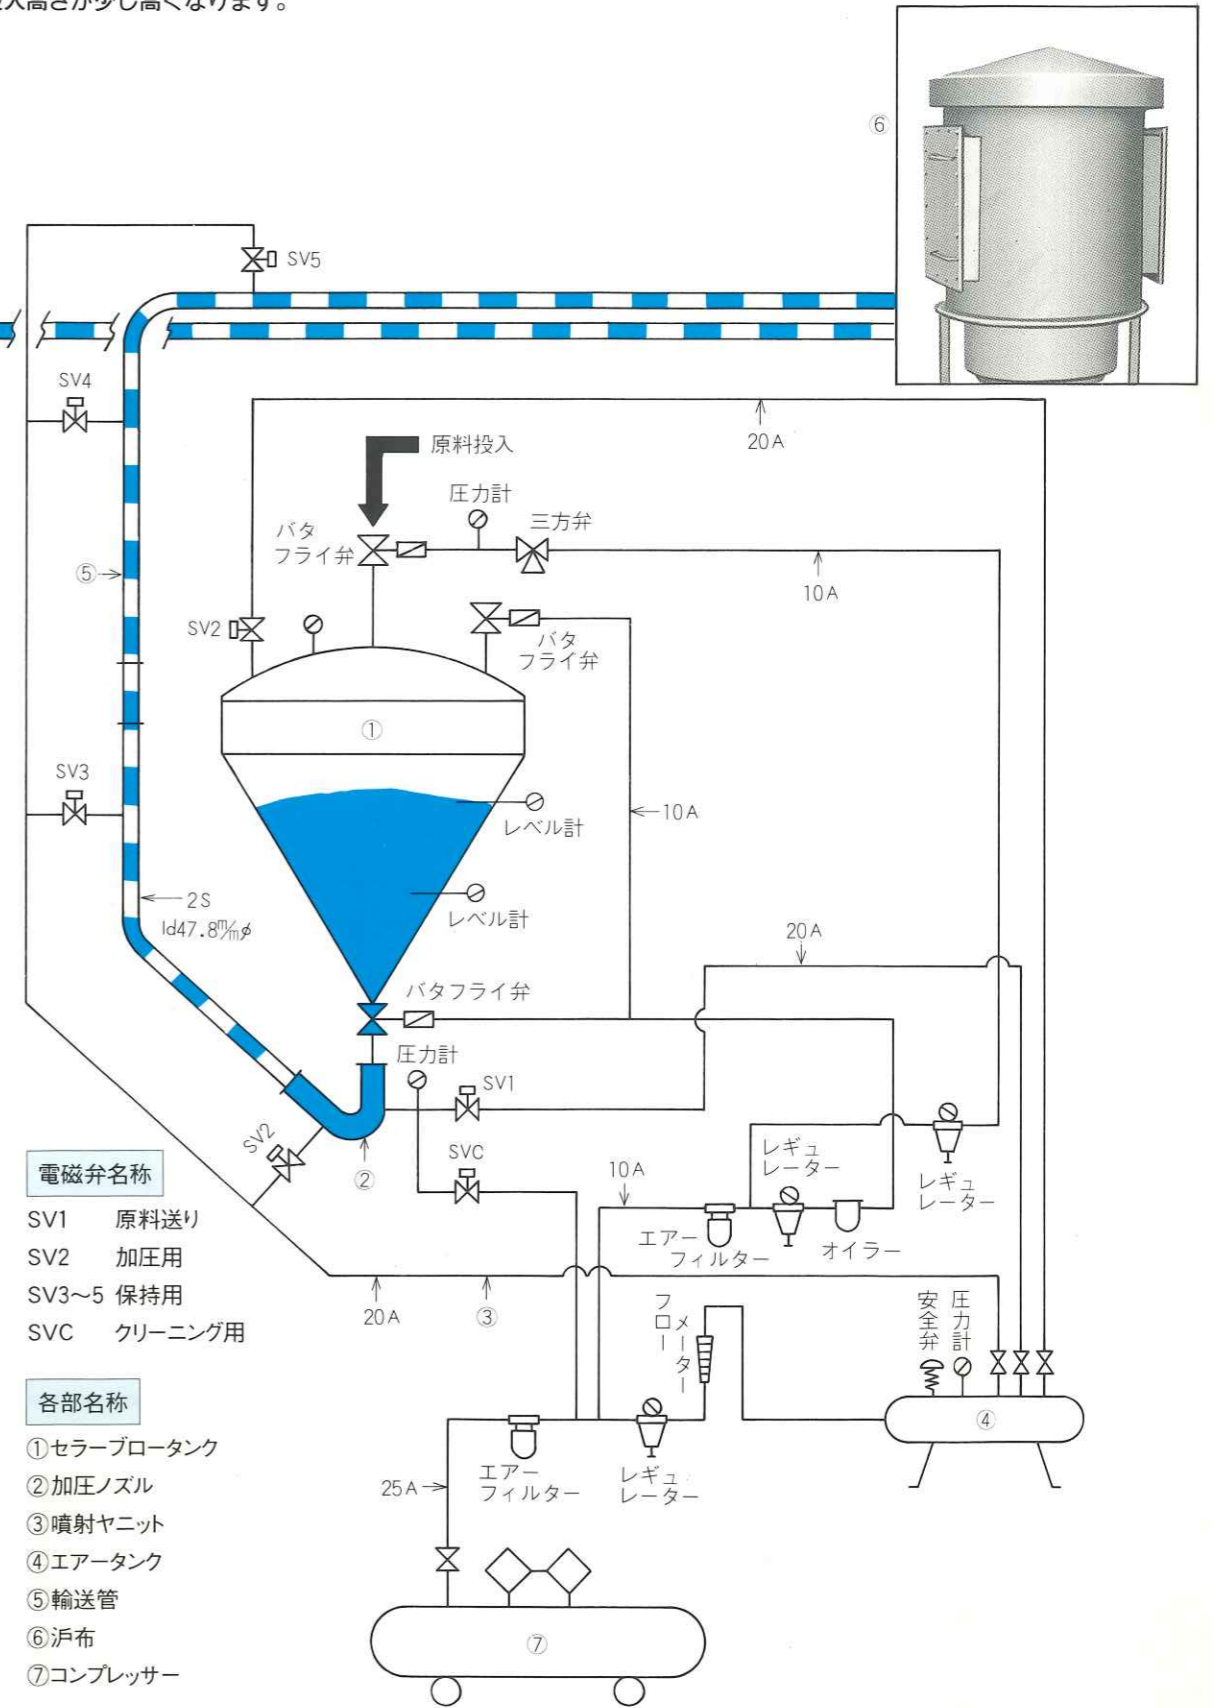 大高さが少し高くなります。
⑥
SV5
SV4
20A
原料投入
圧力計
三方弁
バタ
フライ弁
⑤
10A
SV2
バタ
フライ弁
①
SV3
10A
レベル計
2S
レベル計
Id47.8m/mφ
20A
バタフライ弁
圧力計
SV1
SV2
SVC
レギュ
レーター
②
10A
レギュ
レーター
エアー
フィルター
オイラー
電磁弁名称
SV1 原料送り
SV2 加圧用
SV3〜5 保持用
SVC クリーニング用
20A
③
フロー
メーター
安全弁
圧力計
各部名称
④
①セラーブロータンク
②加圧ノズル
③噴射ヤニット
④エアータンク
⑤輸送管
⑥沪布
⑦コンプレッサー
25A
エアー
フィルター
レギュ
レーター
⑦